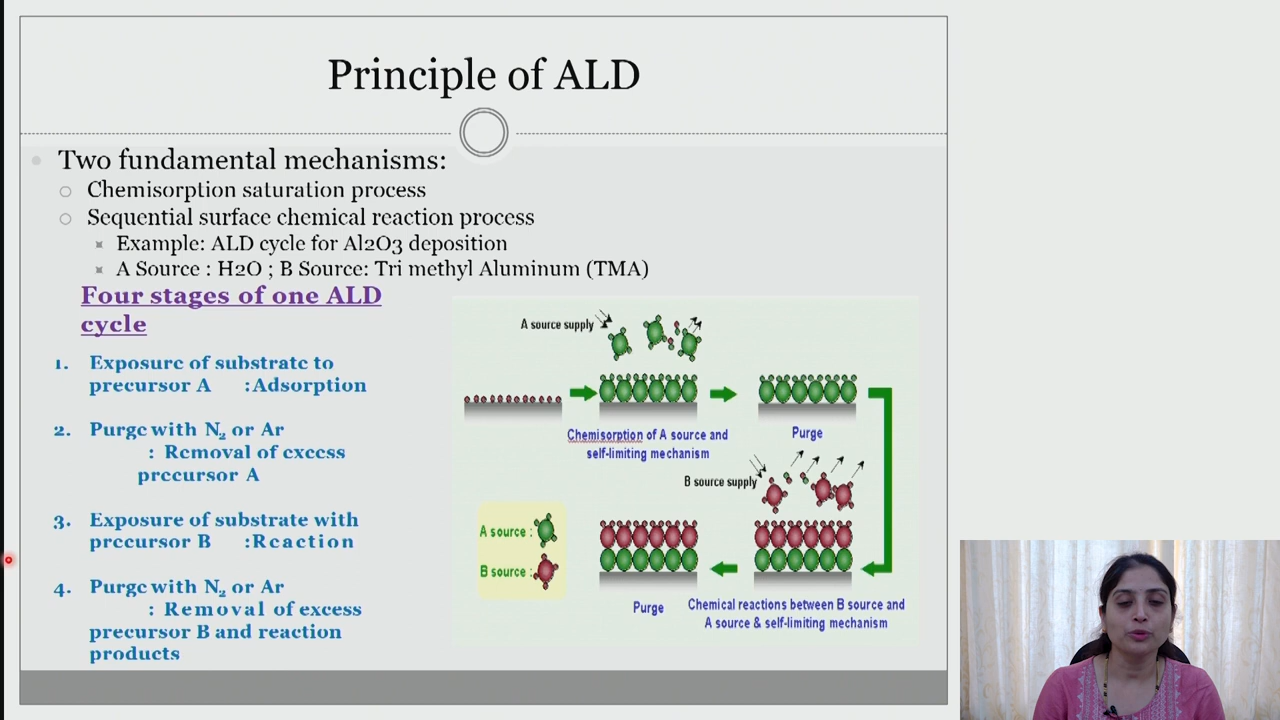 Principle of ALD
Two fundamental mechanisms:
Chemisorption saturation process
Sequential surface chemical reaction process
Example: ALD cycle for Al2O3 deposition
A Source : H2O ; B Source: Tri methyl Aluminum (TMA)
Four stages of one ALD
cycle
1. Exposure of substrate to
precursor A :Adsorption
2. Purge with N₂ or Ar
: Removal of excess
precursor A
3. Exposure of substrate with
precursor B :Reaction
4. Purge with N₂ or Ar
: Removal of excess
precursor B and reaction
products
A source supply
Chemisorption of A source and
self-limiting mechanism
Purge
B source supply
A source :
B source :
Purge
Chemical reactions between B source and
A source & self-limiting mechanism